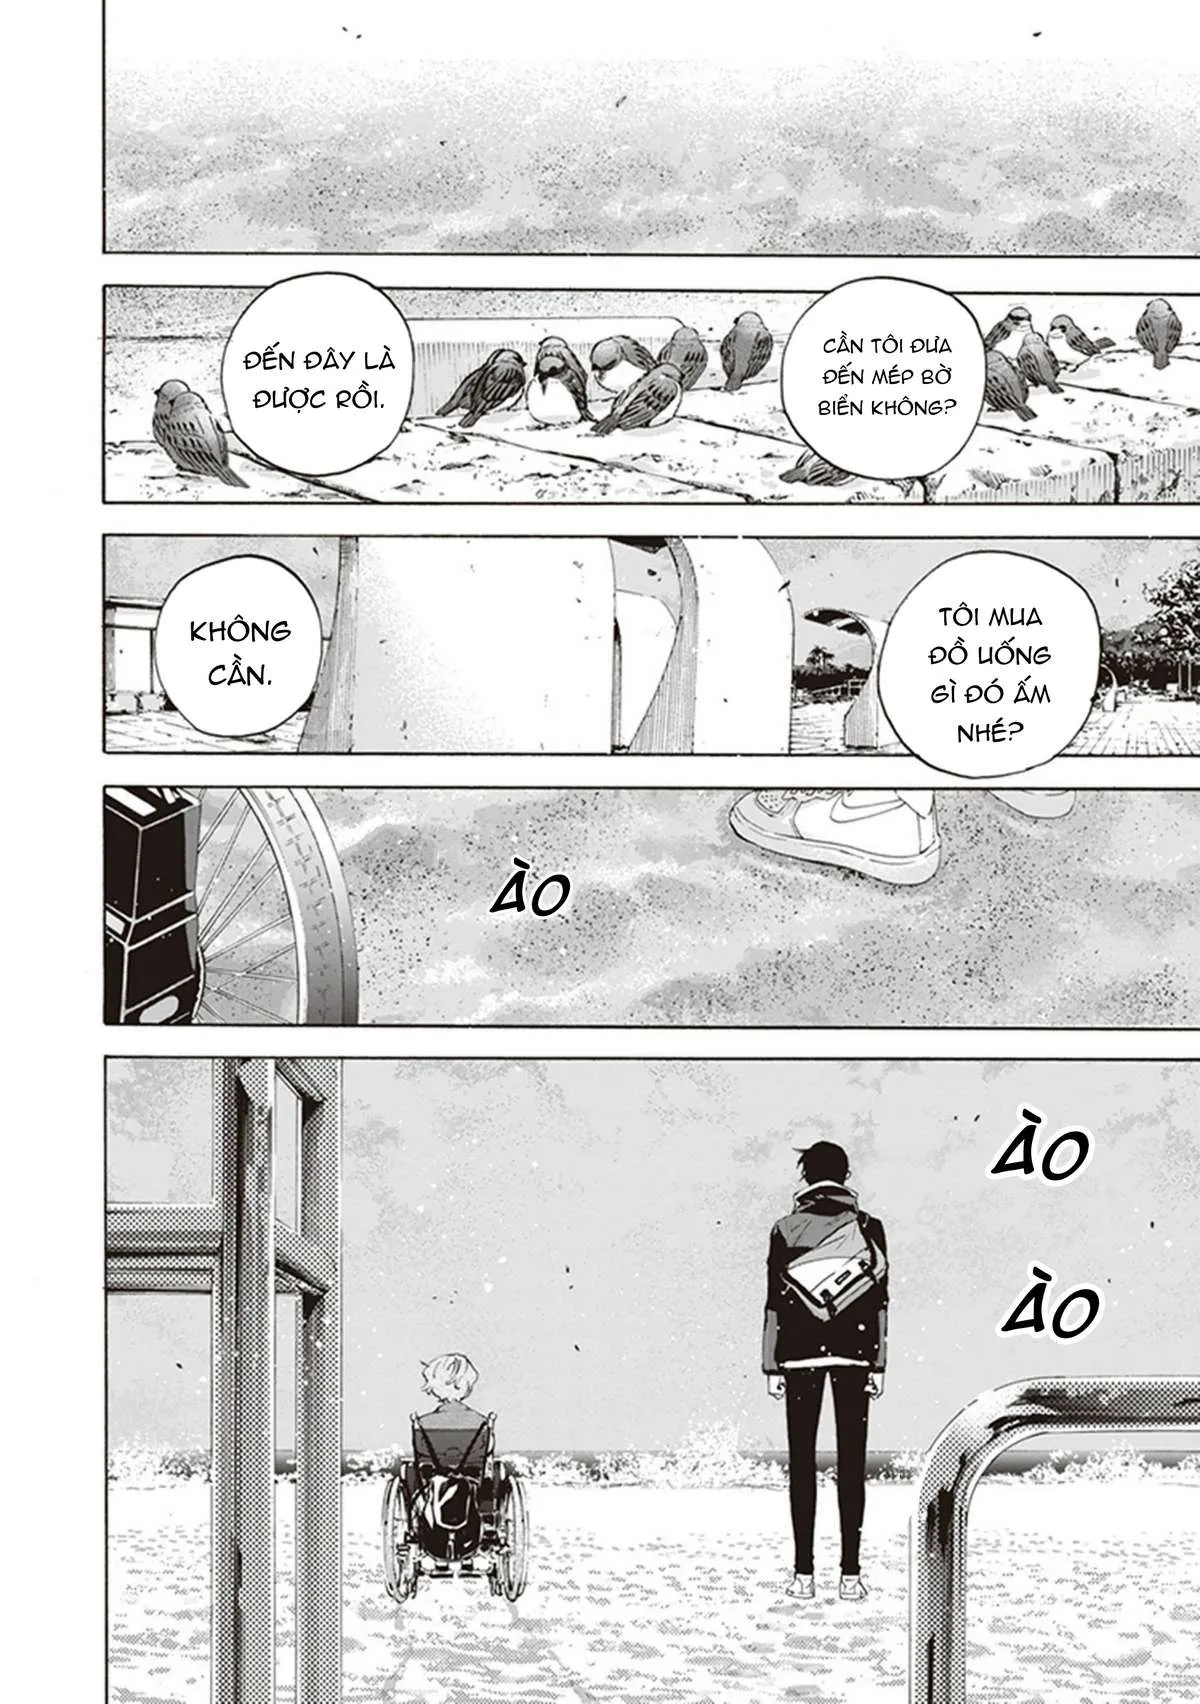 CẦN TÔI ĐƯA
ĐẾN MÉP BỜ
BIỂN KHÔNG?
ĐẾN ĐÂY LÀ
ĐƯỢC RỒI.
TÔI MUA
ĐỒ UỐNG
GÌ ĐÓ ẤM
NHÉ?
KHÔNG
CẦN.
ÀO
ÀO
ÀO